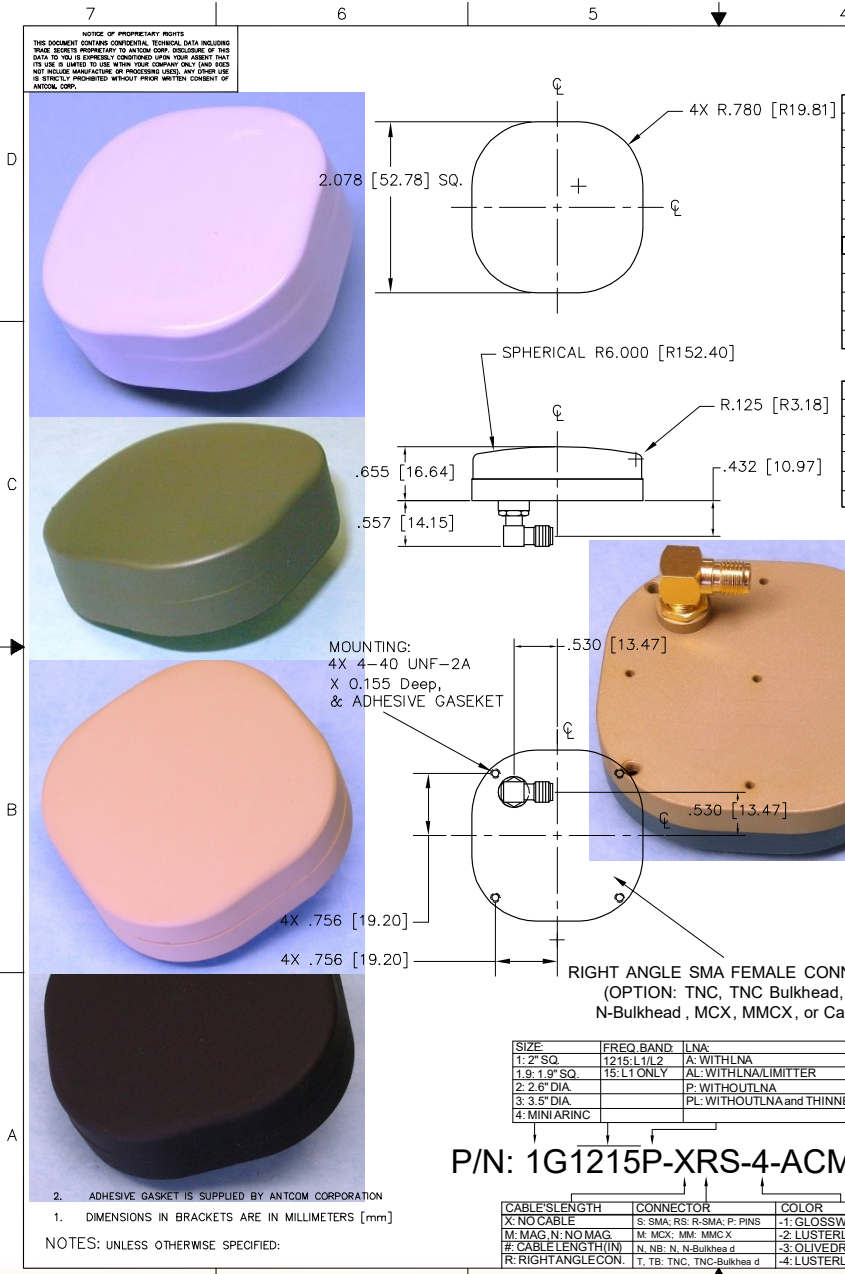 7 6 5 4
NOTICE OF PROPRIETARY RIGHTS
THIS DOCUMENT CONTAINS CONFIDENTIAL TECHNICAL DATA INCLUDING
TRADE SECRETS PROPRIETARY TO ANTCOM CORP. DISCLOSURE OF THIS
DATA TO YOU IS EXPRESSLY CONDITIONED UPON YOUR ASSENT THAT
ITS USE IS LIMITED TO USE WITHIN YOUR COMPANY ONLY (AND DOES
NOT INCLUDE MANUFACTURE OR PROCESSING USES). ANY OTHER USE
IS STRICTLY PROHIBITED WITHOUT PRIOR WRITTEN CONSENT OF
ANTCOM, CORP.
D
4X R.780 [R19.81]
2.078 [52.78] SQ.
SPHERICAL R6.000 [R152.40]
R.125 [R3.18]
C
.655 [16.64]
.432 [10.97]
.557 [14.15]
MOUNTING:
4X 4-40 UNF-2A
X 0.155 Deep,
& ADHESIVE GASEKET
.530 [13.47]
B
.530 [13.47]
4X .756 [19.20]
4X .756 [19.20]
RIGHT ANGLE SMA FEMALE CONN
(OPTION: TNC, TNC Bulkhead,
N-Bulkhead , MCX, MMCX, or Ca
SIZE: FREQ.BAND: LNA:
1: 2" SQ. 1215: L1/L2 A: WITH LNA
1.9: 1.9" SQ. 15: L1 ONLY AL: WITH LNA/LIMITTER
2: 2.6" DIA. P: WITHOUT LNA
3: 3.5" DIA. PL: WITHOUT LNA and THINNE
4: MINI ARINC
A
P/N: 1G1215P-XRS-4-ACM
CABLE'S LENGTH CONNECTOR COLOR
X: NO CABLE S: SMA; RS: R-SMA; P: PINS -1: GLOSSW
M: MAG, N: NO MAG. M: MCX; MM: MMCX -2: LUSTERL
#: CABLE LENGTH (IN) N, NB: N, N-Bulkhead -3: OLIVEDR
R: RIGHT ANGLE CON. T, TB: TNC, TNC-Bulkhead -4: LUSTERL
2. ADHESIVE GASKET IS SUPPLIED BY ANTCOM CORPORATION
1. DIMENSIONS IN BRACKETS ARE IN MILLIMETERS [mm]
NOTES: UNLESS OTHERWISE SPECIFIED: